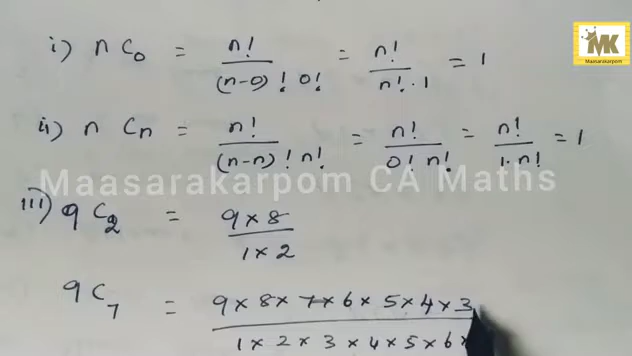 MK
Maasarakarpom
i) n C₀ = n! / (n-0)! 0! = n! / n! · 1 = 1
ii) n Cₙ = n! / (n-n)! n! = n! / 0! n! = n! / 1 · n! = 1
Maasarakarpom CA Maths
iii) 9 C₂ = 9 × 8 / 1 × 2
9 C₇ = 9 × 8 × 7 × 6 × 5 × 4 × 3 / 1 × 2 × 3 × 4 × 5 × 6 ×